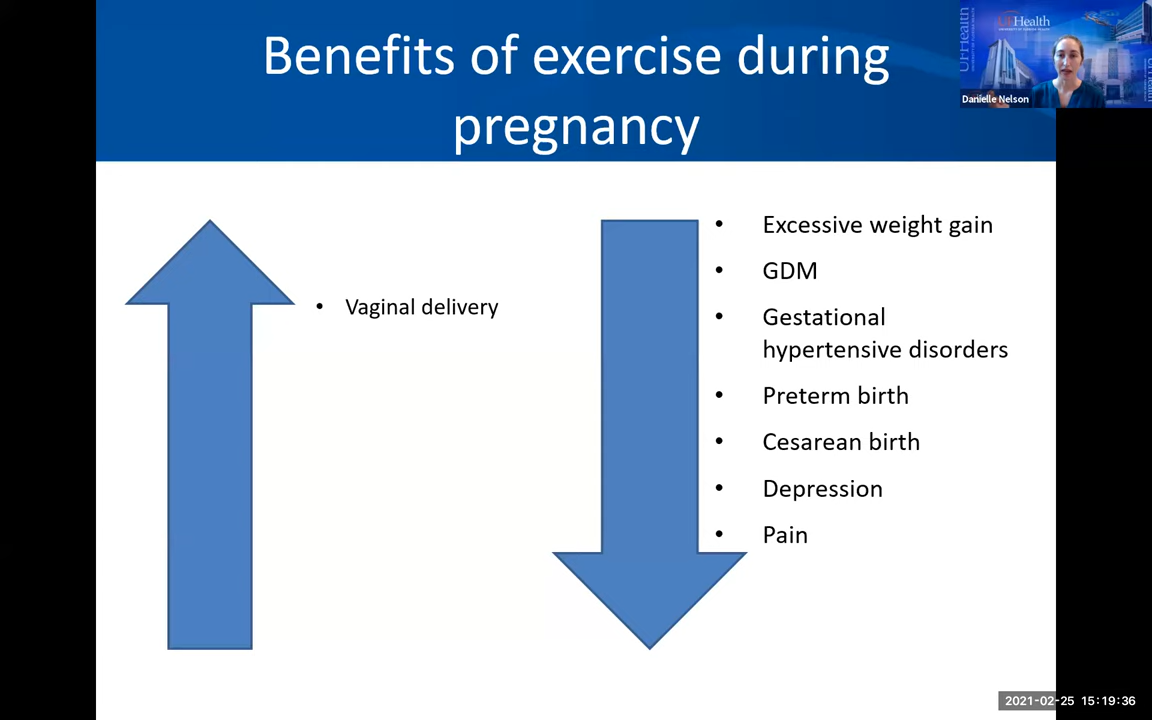 Benefits of exercise during
pregnancy
UFHealth
UFHealth
Danielle Nelson
• Vaginal delivery
• Excessive weight gain
• GDM
• Gestational
hypertensive disorders
• Preterm birth
• Cesarean birth
• Depression
• Pain
2021-02-25 15:19:36